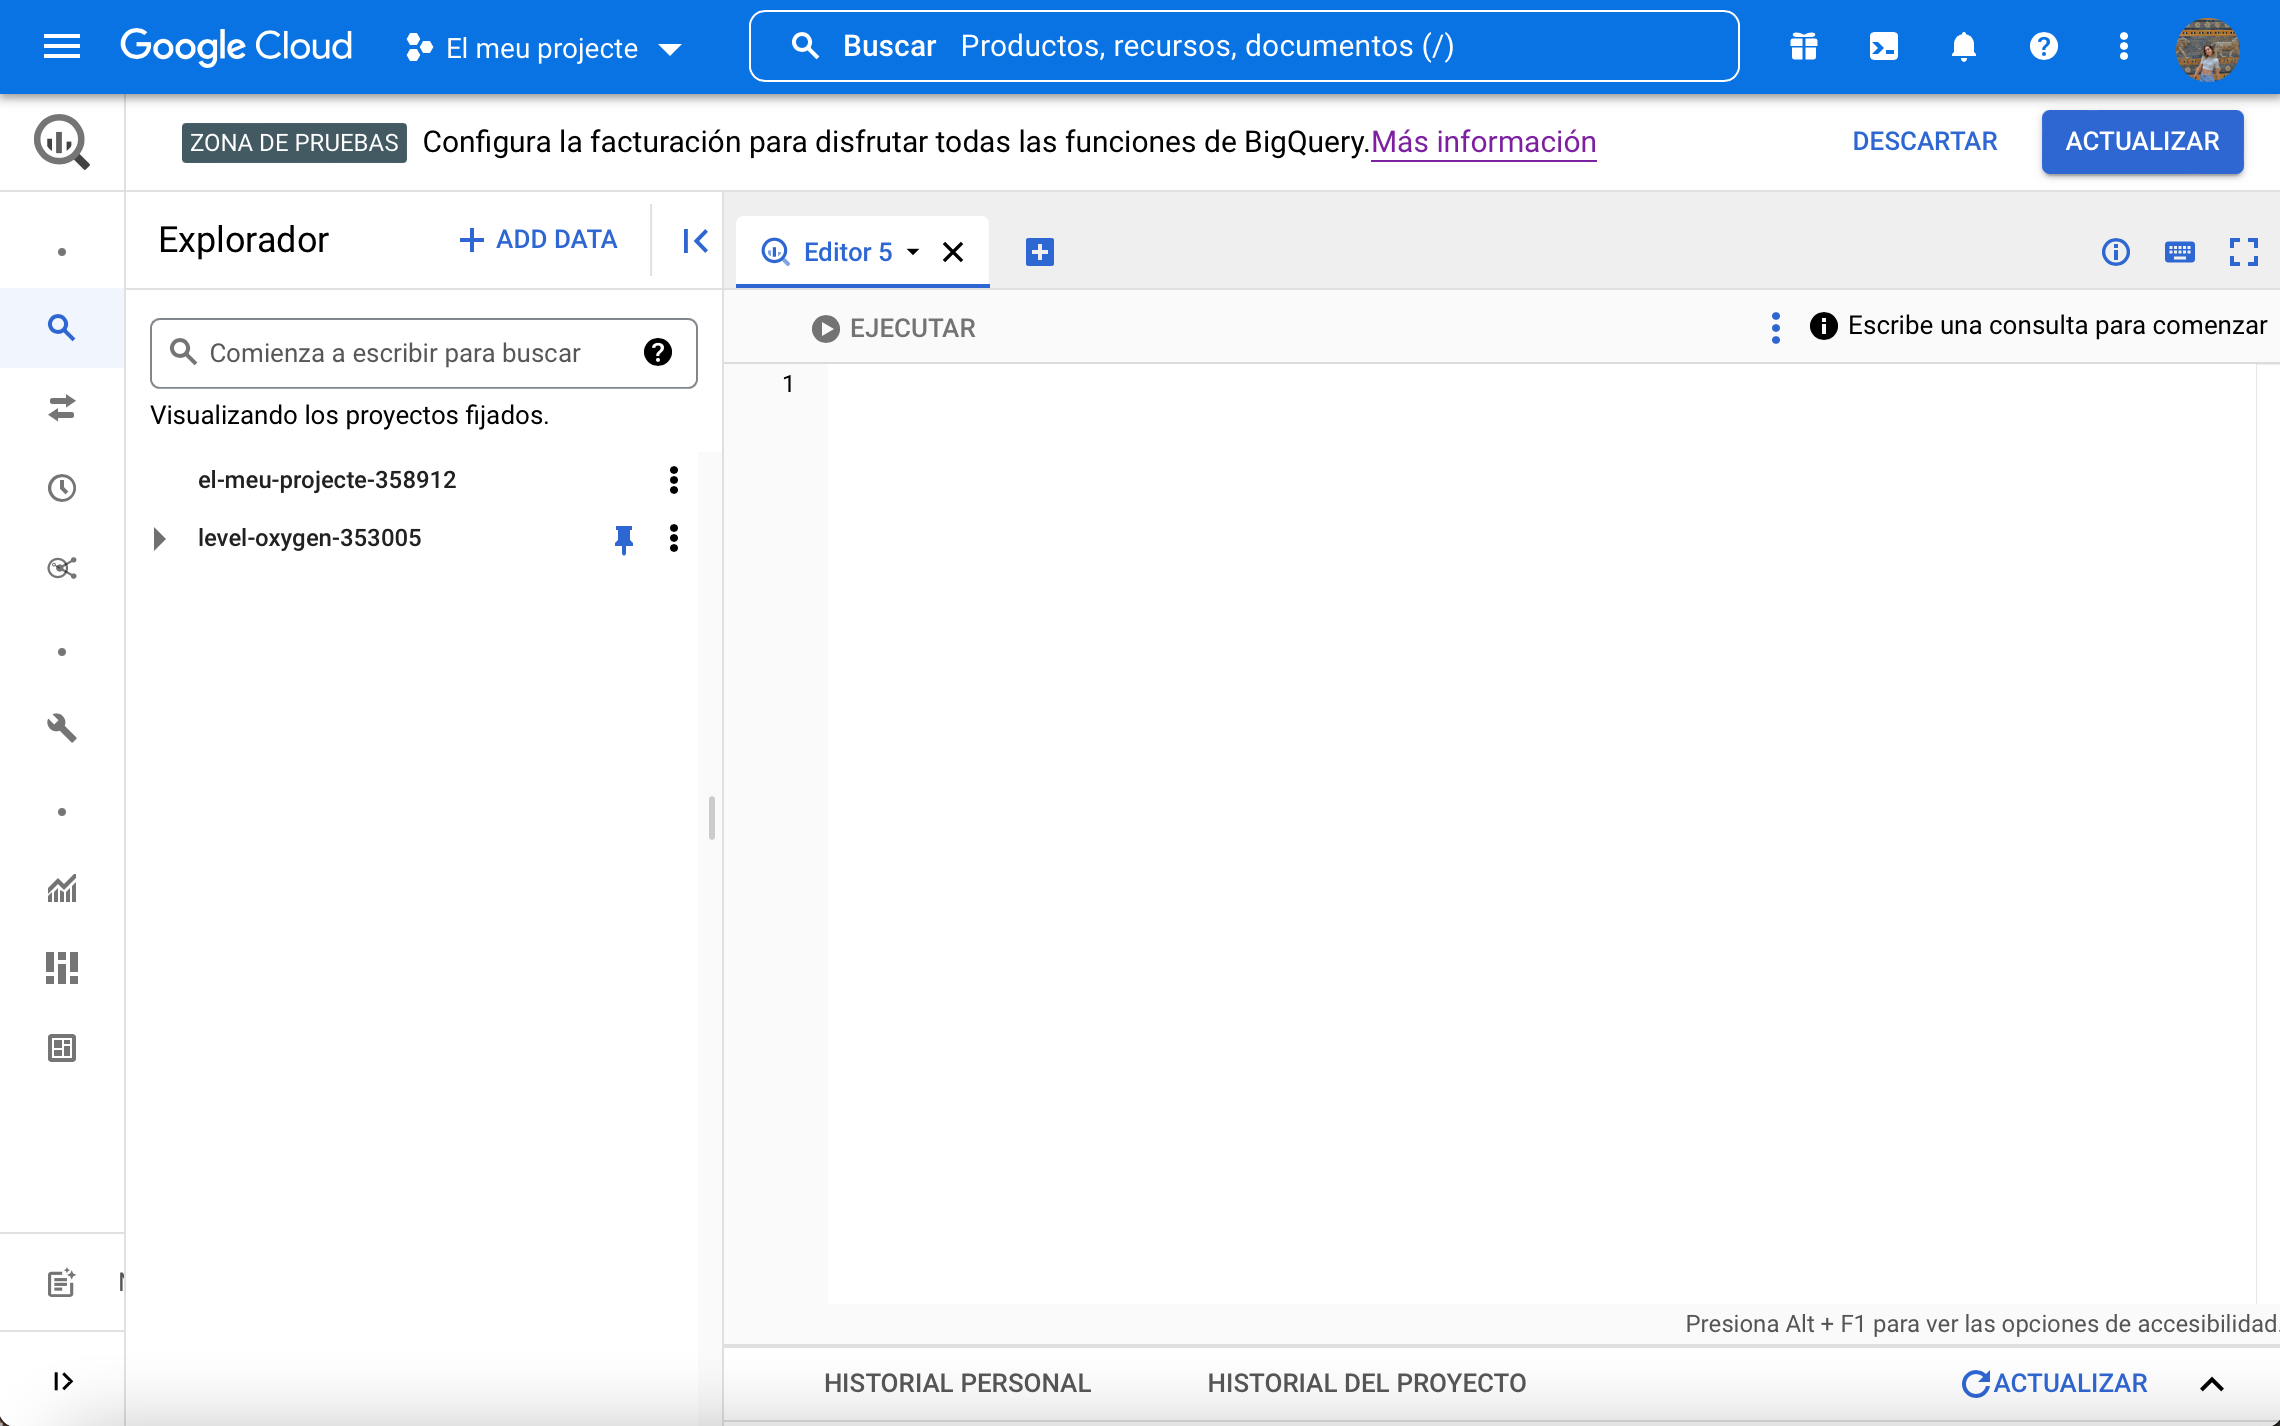 Google Cloud
El meu projecte
Buscar Productos, recursos, documentos (/)
ZONA DE PRUEBAS Configura la facturación para disfrutar todas las funciones de BigQuery. Más información
DESCARTAR
ACTUALIZAR
Explorador
+ ADD DATA
Editor 5
Comienza a escribir para buscar
EJECUTAR
Escribe una consulta para comenzar
Visualizando los proyectos fijados.
1
el-meu-projecte-358912
level-oxygen-353005
Presiona Alt + F1 para ver las opciones de accesibilidad.
HISTORIAL PERSONAL
HISTORIAL DEL PROYECTO
ACTUALIZAR